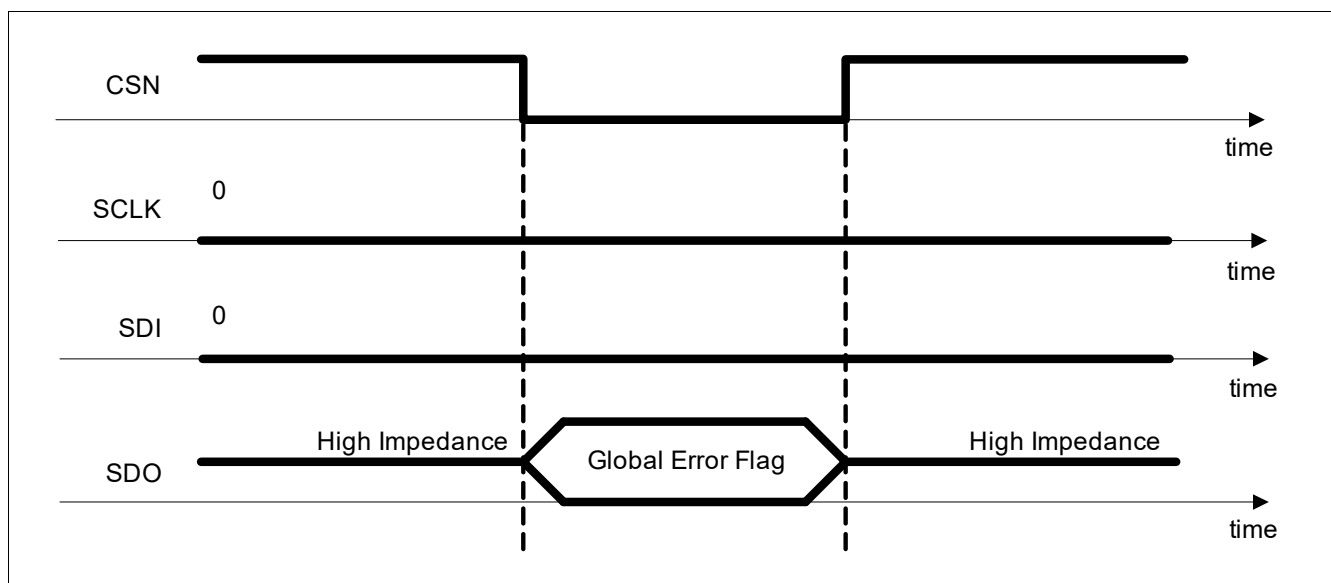 CSN
time
0
SCLK
time
0
SDI
time
High Impedance
Global Error Flag
High Impedance
SDO
time